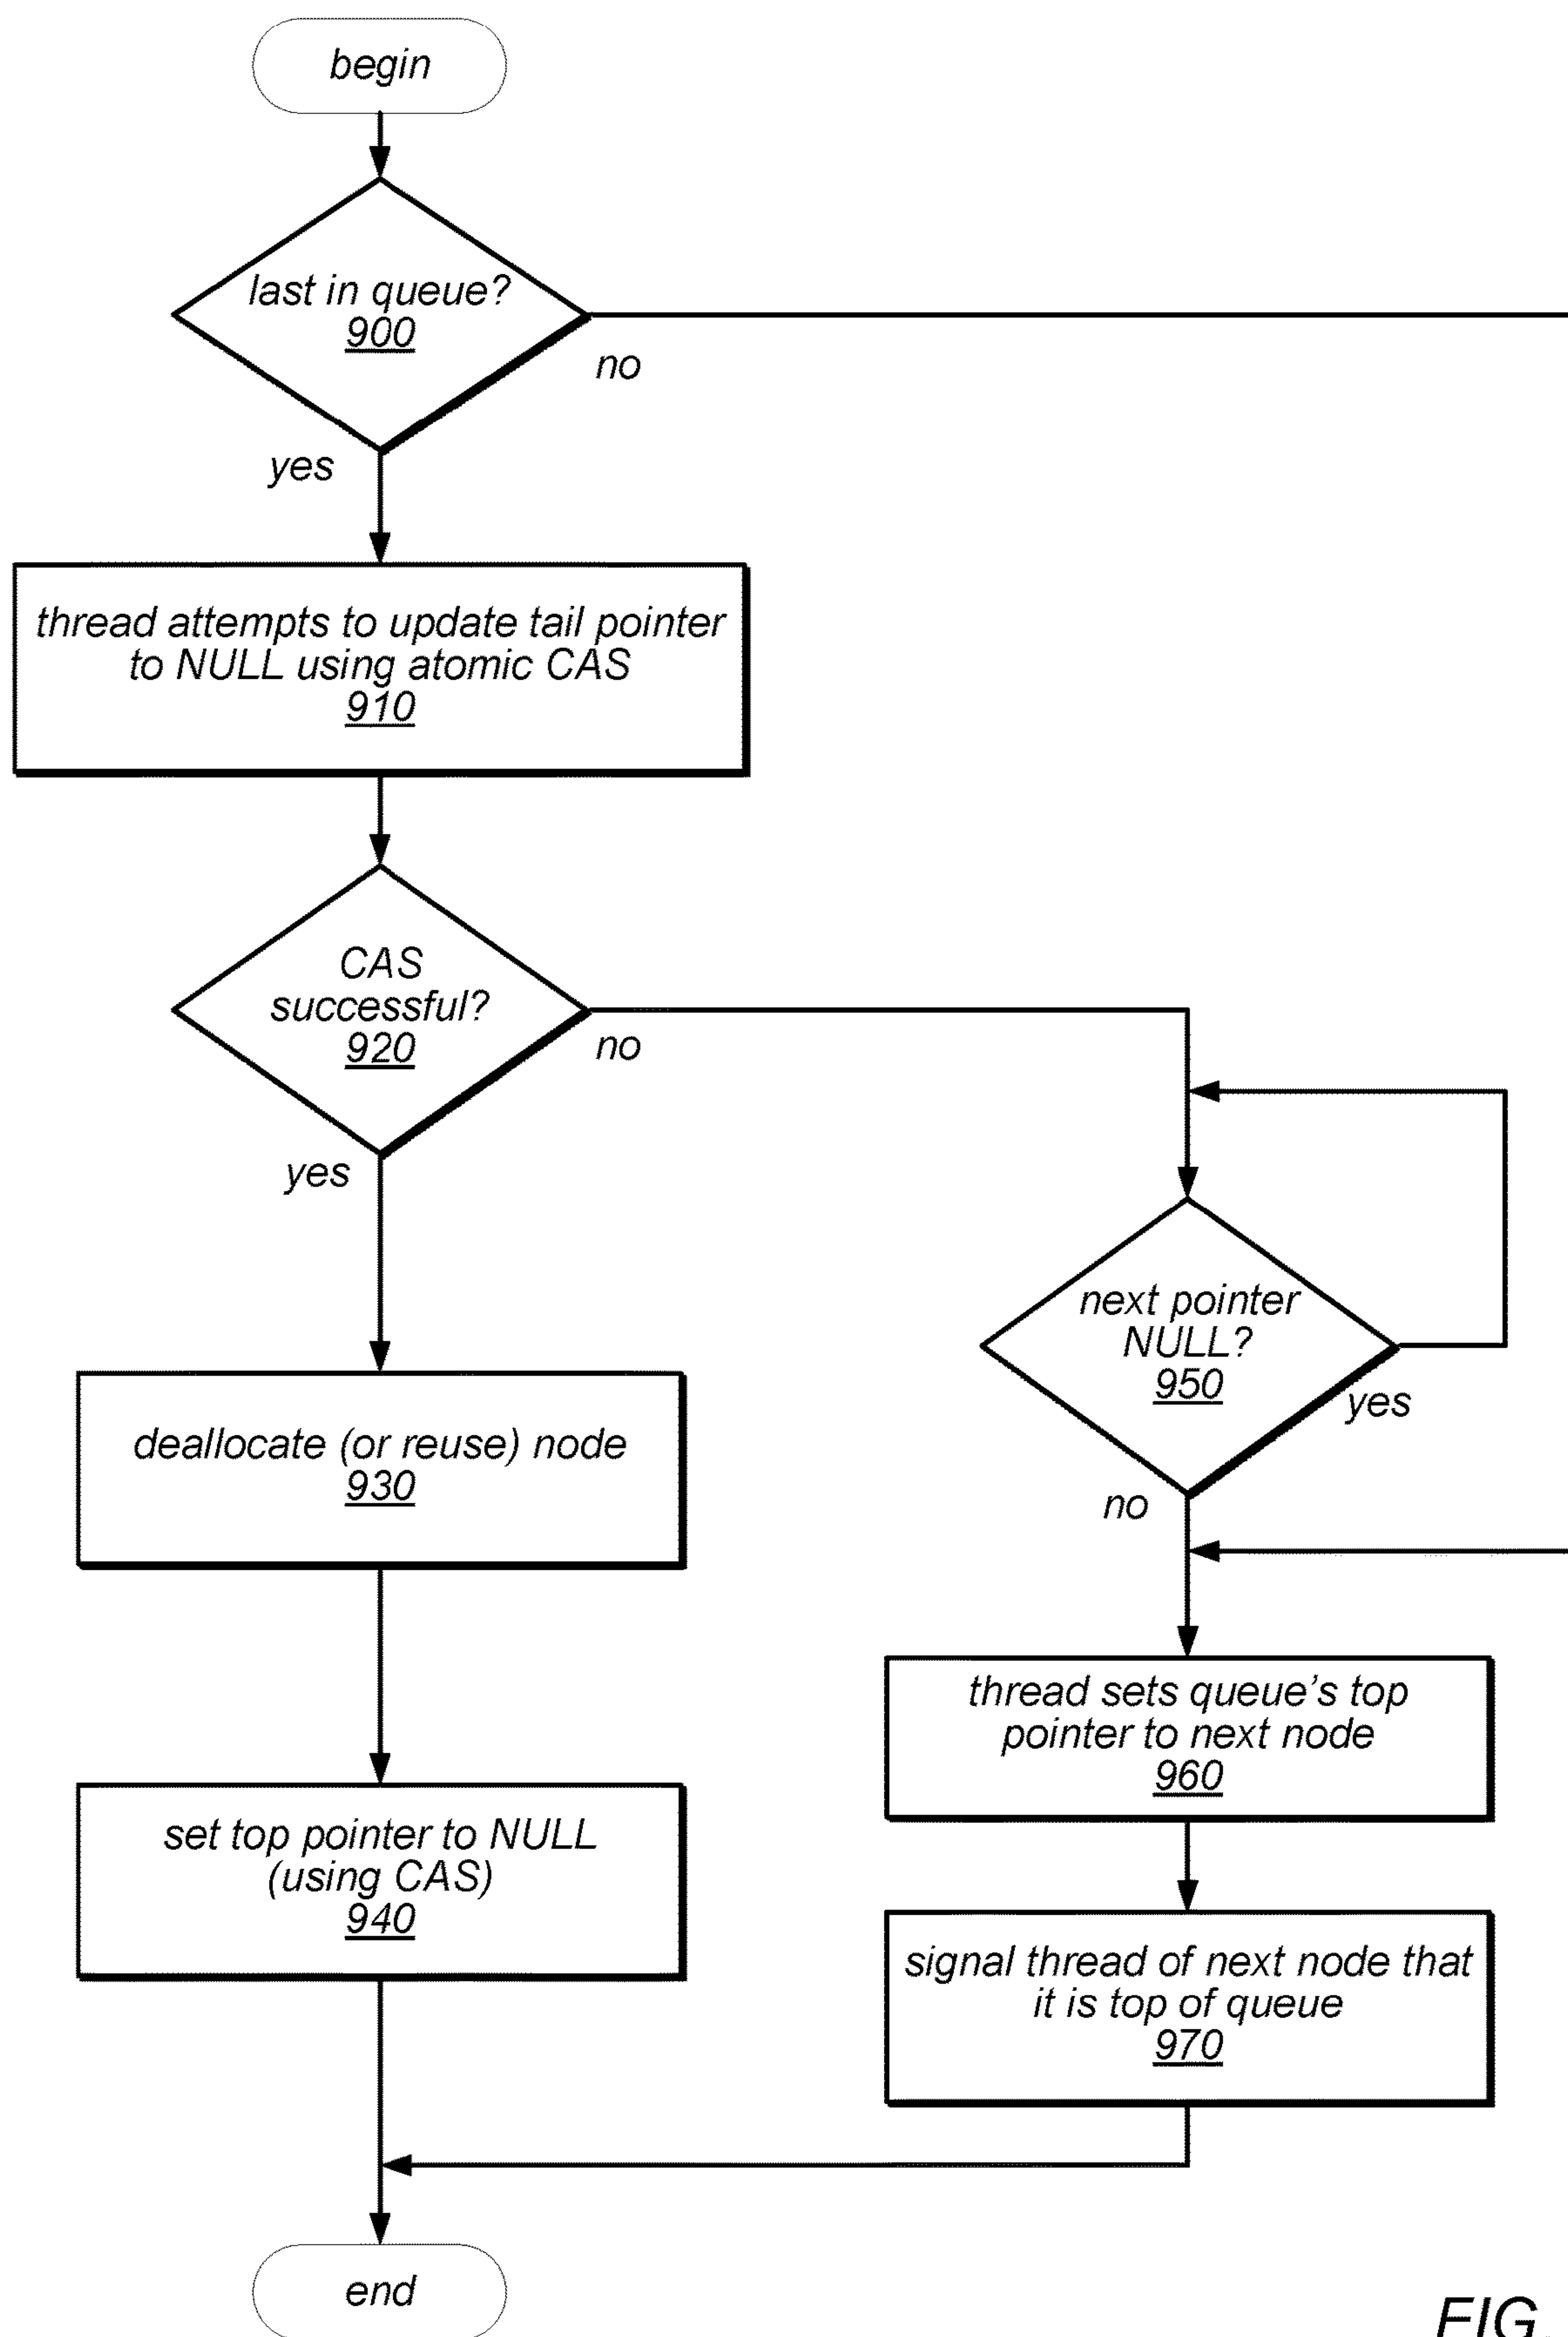 begin
last in queue?
900
no
yes
thread attempts to update tail pointer
to NULL using atomic CAS
910
CAS
successful?
920
no
yes
next pointer
NULL?
950
yes
no
deallocate (or reuse) node
930
thread sets queue's top
pointer to next node
960
set top pointer to NULL
(using CAS)
940
signal thread of next node that
it is top of queue
970
end
FIG.